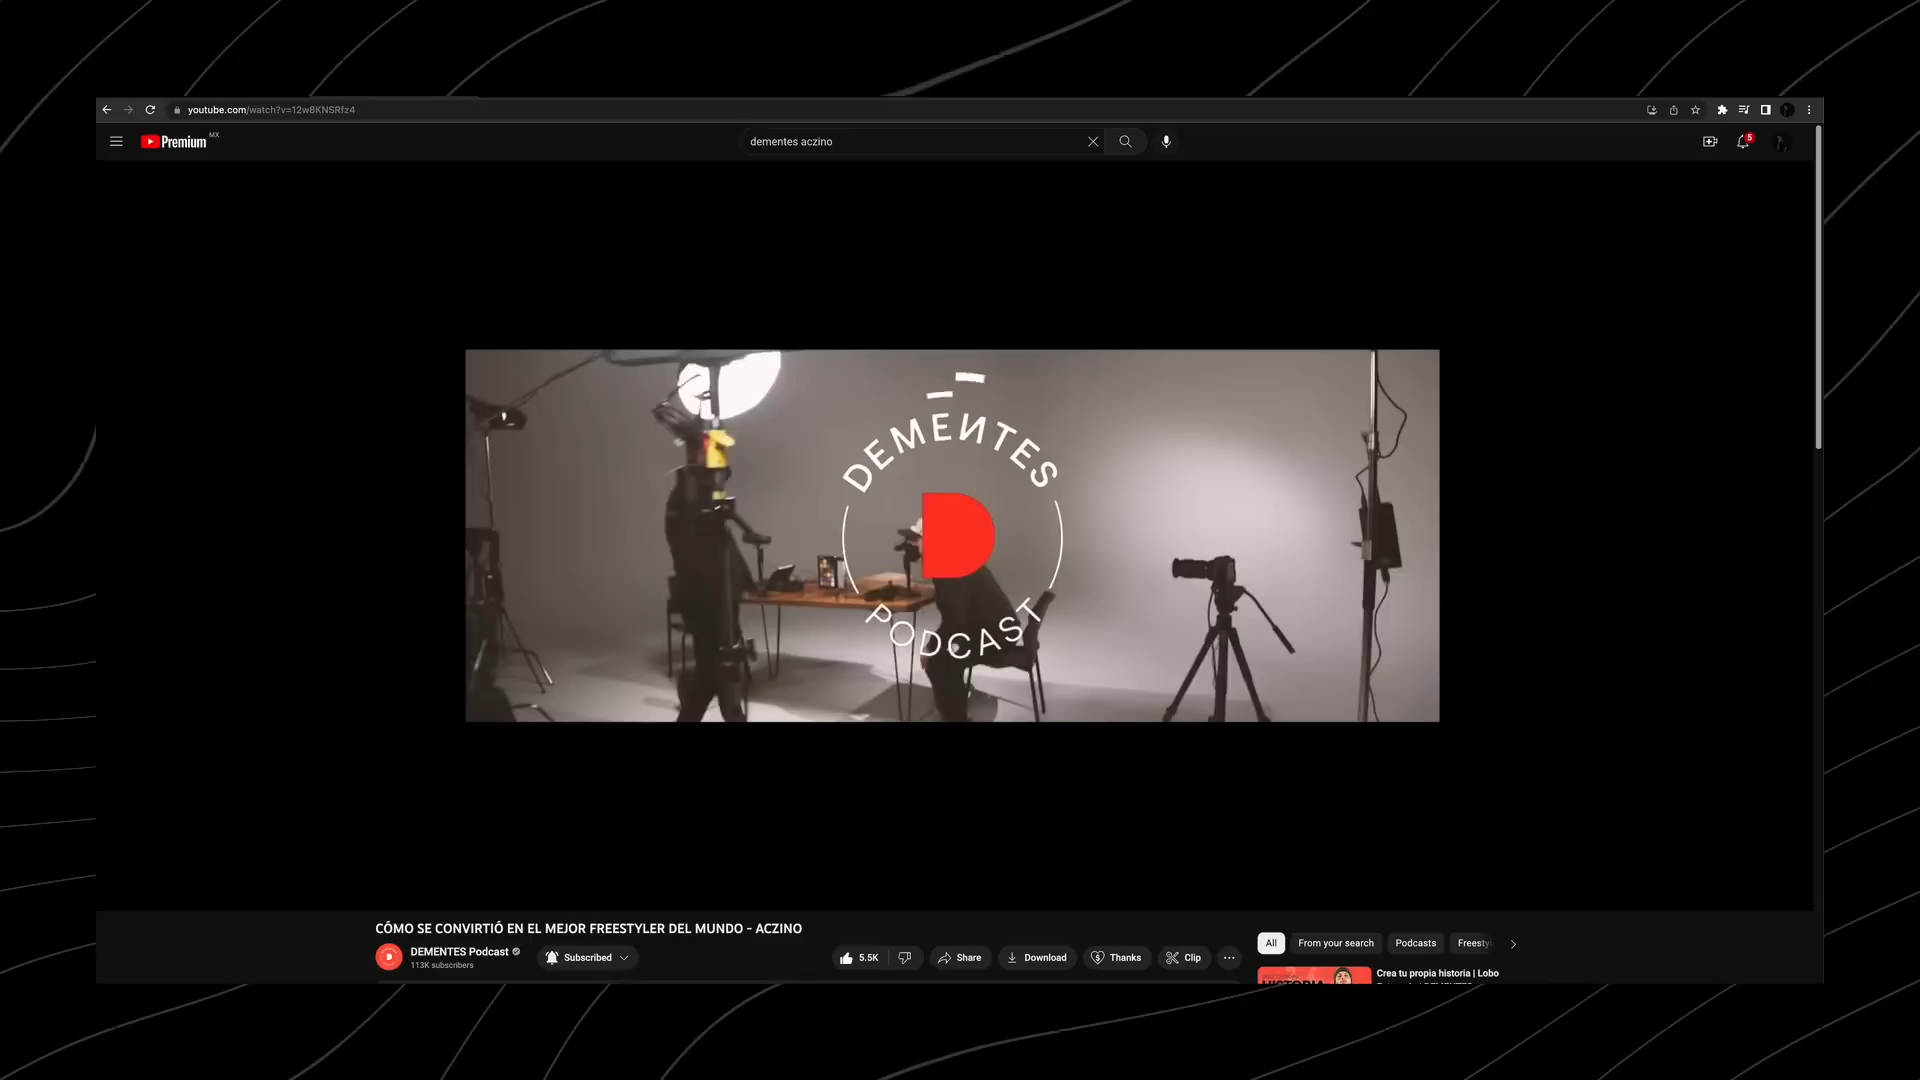 youtube.com/watch?v=12w8KNSRfz4
Premium MX
dementes aczino
5
DEMEИTES
D
PODCAST
CÓMO SE CONVIRTIÓ EN EL MEJOR FREESTYLER DEL MUNDO - ACZINO
DEMENTES Podcast
113K subscribers
Subscribed
5.5K
Share
Download
Thanks
Clip
All
From your search
Podcasts
Freesty
Crea tu propia historia | Lobo